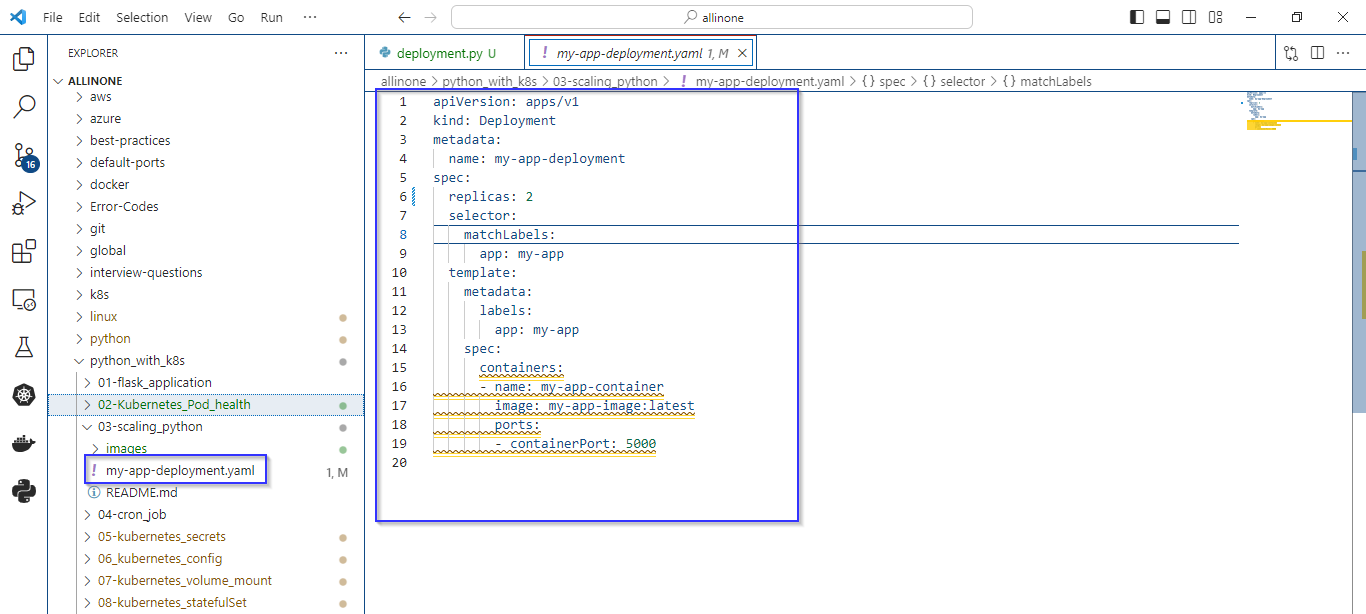 File Edit Selection View Go Run ··· allinone
EXPLORER ···
ALLINONE
aws
azure
best-practices
default-ports
docker
Error-Codes
git
global
interview-questions
k8s
linux
python
python_with_k8s
01-flask_application
02-Kubernetes_Pod_health
03-scaling_python
images
! my-app-deployment.yaml 1, M
README.md
04-cron_job
05-kubernetes_secrets
06_kubernetes_config
07-kubernetes_volume_mount
08-kubernetes_statefulSet
16
deployment.py U ! my-app-deployment.yaml 1, M
allinone > python_with_k8s > 03-scaling_python > ! my-app-deployment.yaml > {} spec > {} selector > {} matchLabels
1 apiVersion: apps/v1
2 kind: Deployment
3 metadata:
4 name: my-app-deployment
5 spec:
6 replicas: 2
7 selector:
8 matchLabels:
9 app: my-app
10 template:
11 metadata:
12 labels:
13 app: my-app
14 spec:
15 containers:
16 - name: my-app-container
17 image: my-app-image:latest
18 ports:
19 - containerPort: 5000
20